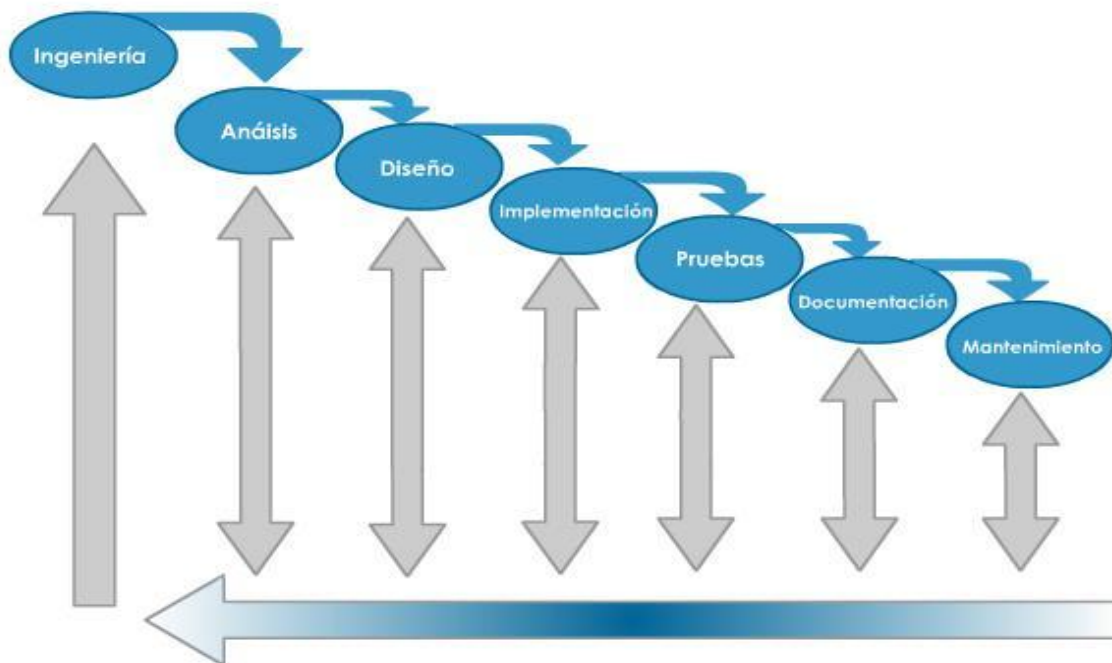 Ingeniería
Anáisis
Diseño
Implementación
Pruebas
Documentación
Mantenimiento